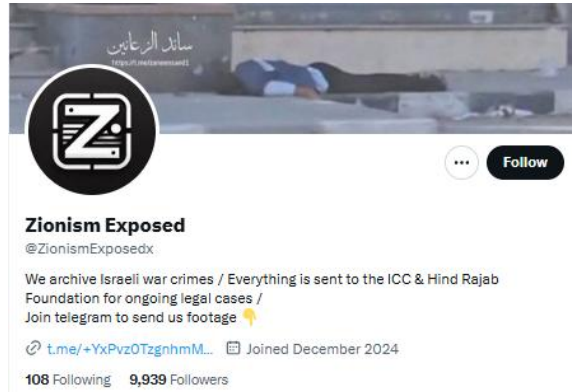 ساند الزعانين
https://t.me/zaneensaed1
Z
Follow
Zionism Exposed
@ZionismExposedx
We archive Israeli war crimes / Everything is sent to the ICC & Hind Rajab
Foundation for ongoing legal cases /
Join telegram to send us footage 👇
t.me/+YxPvz0TzgnhmM... Joined December 2024
108 Following 9,939 Followers